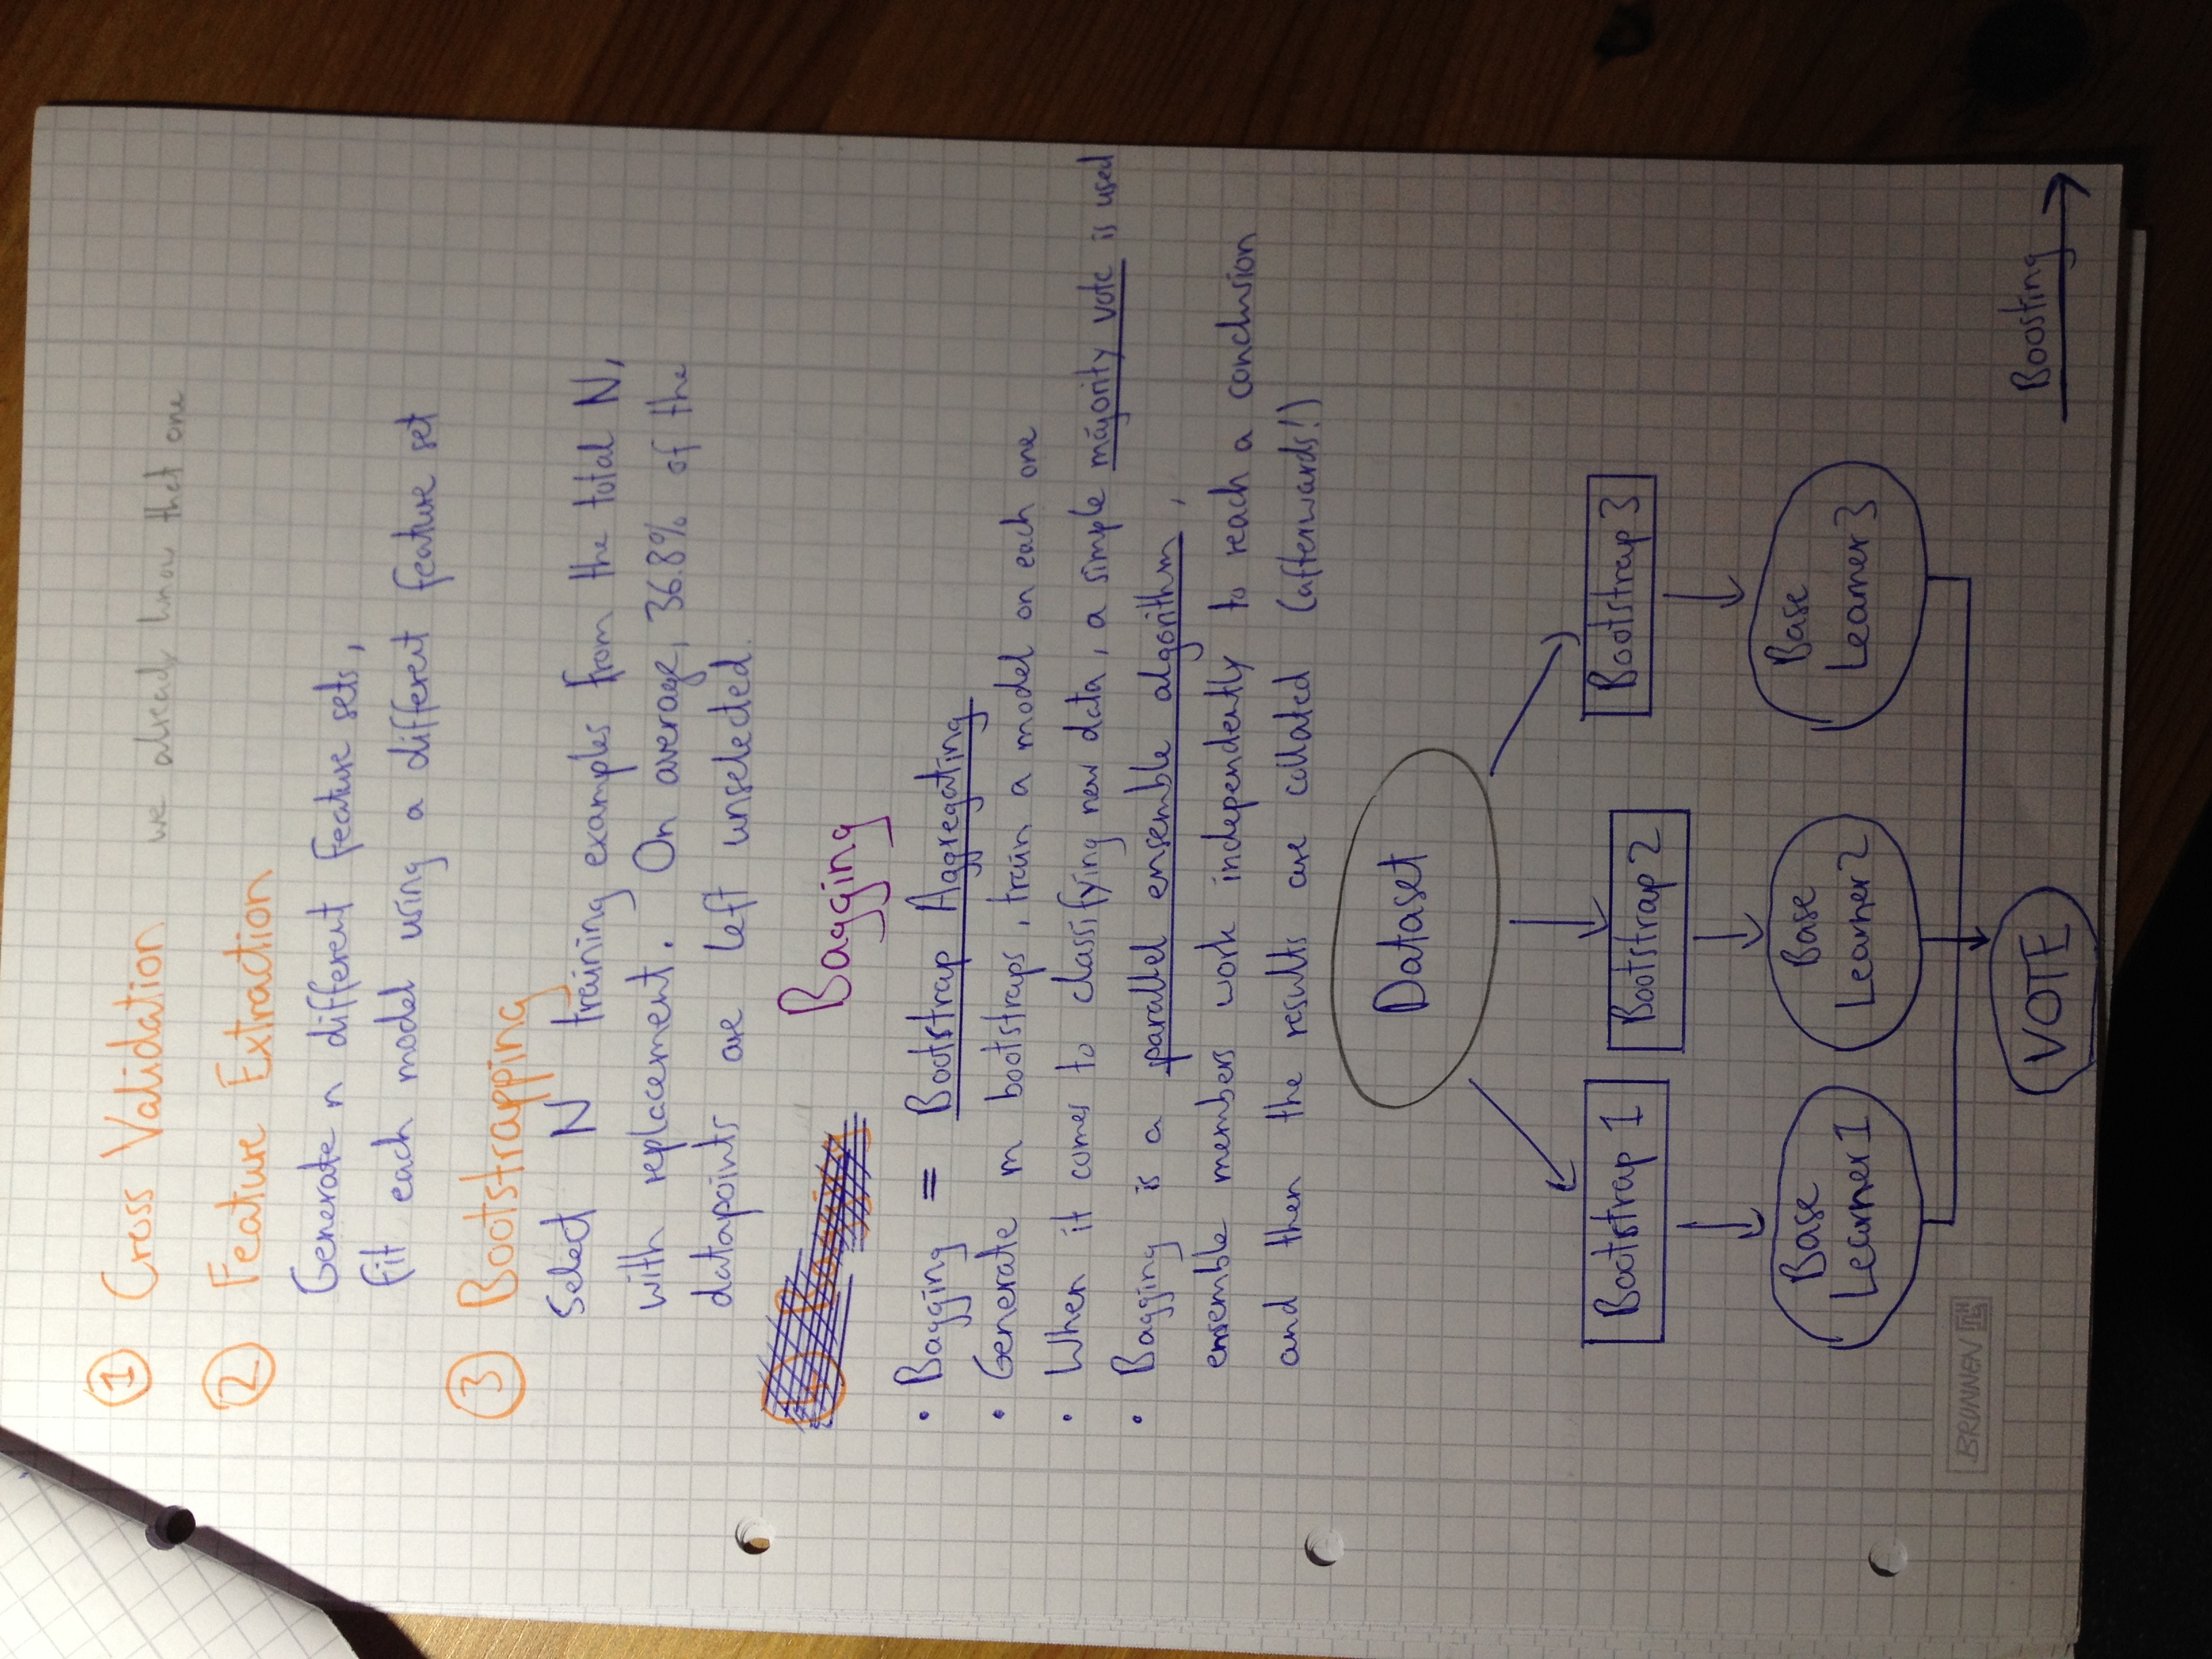 ① Cross Validation we already know that one
② Feature Extraction
Generate n different feature sets,
fit each model using a different feature set
③ Bootstrapping
Select N training examples from the total N,
with replacement. On average, 36.8% of the
datapoints are left unselected.
④ Bagging
Bagging
• Bagging = Bootstrap Aggregating
• Generate m bootstraps, train a model on each one
• When it comes to classifying new data, a simple majority vote is used
• Bagging is a parallel ensemble algorithm,
ensemble members work independently to reach a conclusion
and then the results are collated (afterwards!)
Dataset
Bootstrap 1 Bootstrap 2 Bootstrap 3
Base Base Base
Learner 1 Learner 2 Learner 3
BRUNNEN
VOTE
Boosting